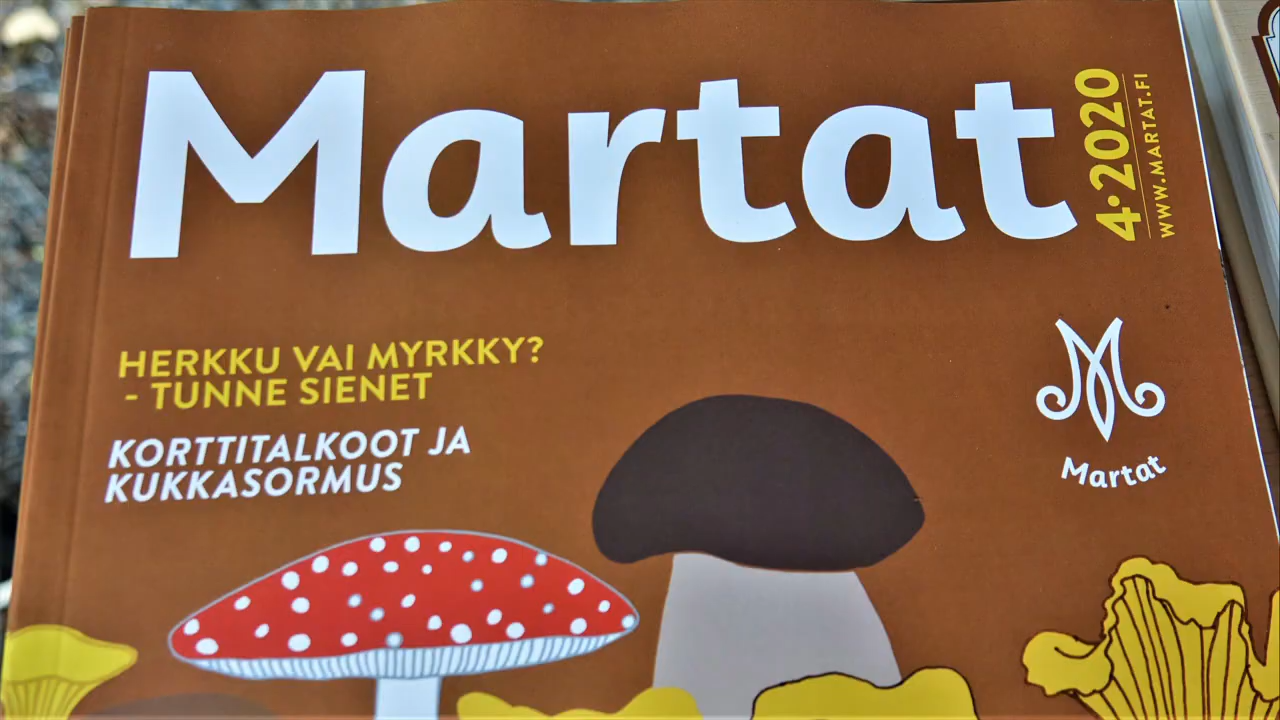 Martat
4•2020
WWW.MARTAT.FI
HERKKU VAI MYRKKY?
- TUNNE SIENET
KORTTITALKOOT JA
KUKKASORMUS
Martat